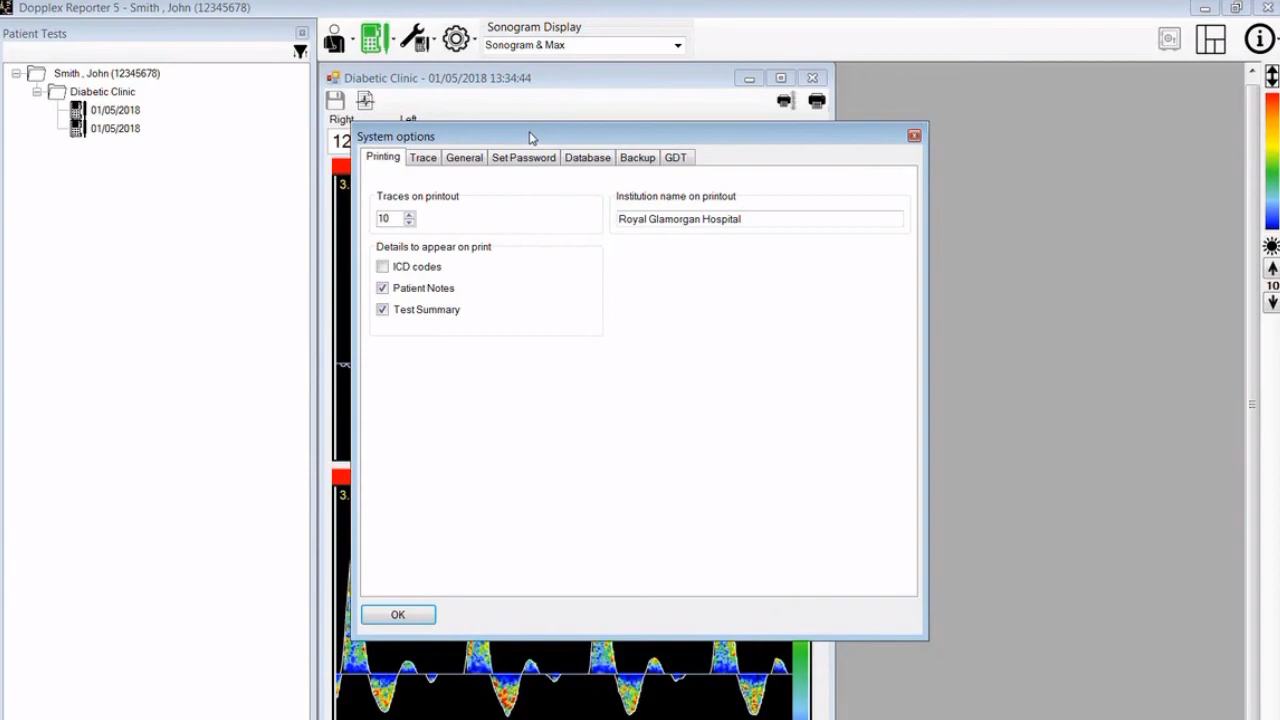 Dopplex Reporter 5 - Smith , John (12345678)
Patient Tests
Smith , John (12345678)
Diabetic Clinic
01/05/2018
01/05/2018
Sonogram Display
Sonogram & Max
Diabetic Clinic - 01/05/2018 13:34:44
Right
Left
12
3.
3.
System options
Printing Trace General Set Password Database Backup GDT
Traces on printout
10
Institution name on printout
Royal Glamorgan Hospital
Details to appear on print
ICD codes
Patient Notes
Test Summary
OK
10